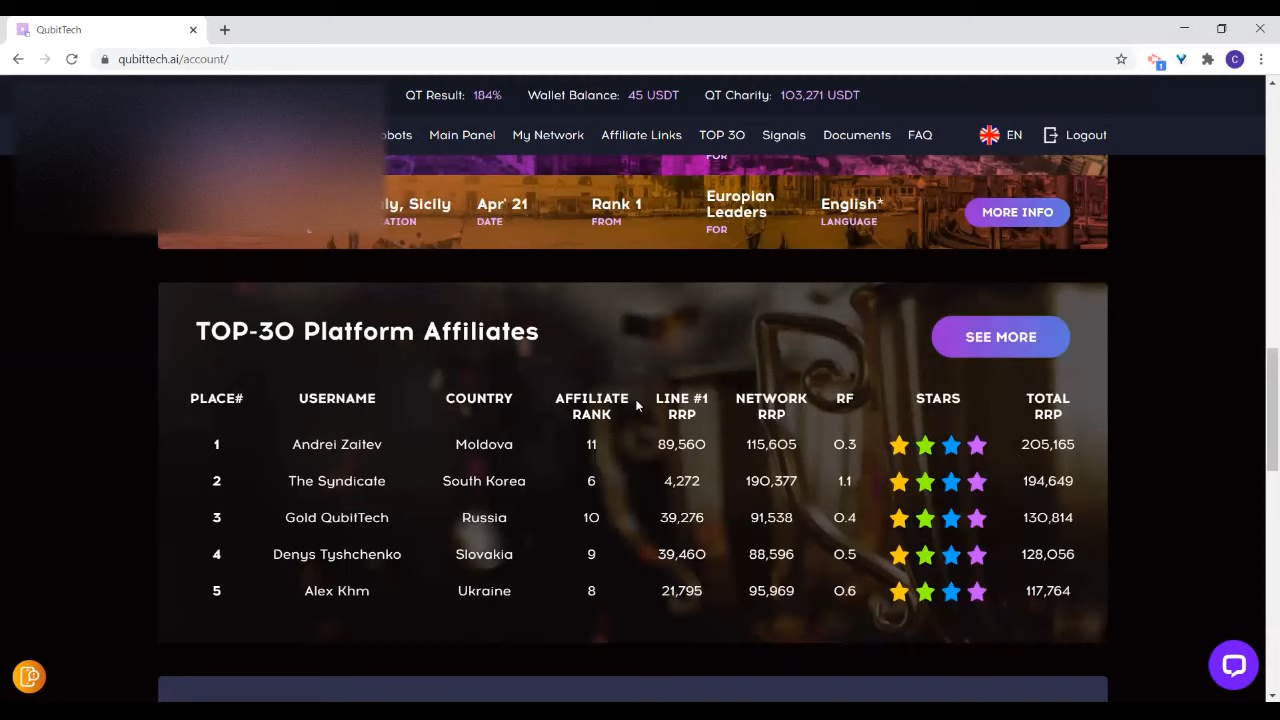 QubitTech
qubittech.ai/account/
1
C
QT Result: 184% Wallet Balance: 45 USDT QT Charity: 103,271 USDT
Main Panel My Network Affiliate Links TOP 30 Signals Documents FAQ EN Logout
FOR
Sicily Apr' 21 Rank 1 Europian Leaders English* MORE INFO
DATE FROM FOR LANGUAGE
TOP-30 Platform Affiliates SEE MORE
PLACE# USERNAME COUNTRY AFFILIATE RANK LINE #1 RRP NETWORK RRP RF STARS TOTAL RRP
1 Andrei Zaitev Moldova 11 89,560 115,605 0.3 205,165
2 The Syndicate South Korea 6 4,272 190,377 1.1 194,649
3 Gold QubitTech Russia 10 39,276 91,538 0.4 130,814
4 Denys Tyshchenko Slovakia 9 39,460 88,596 0.5 128,056
5 Alex Khm Ukraine 8 21,795 95,969 0.6 117,764